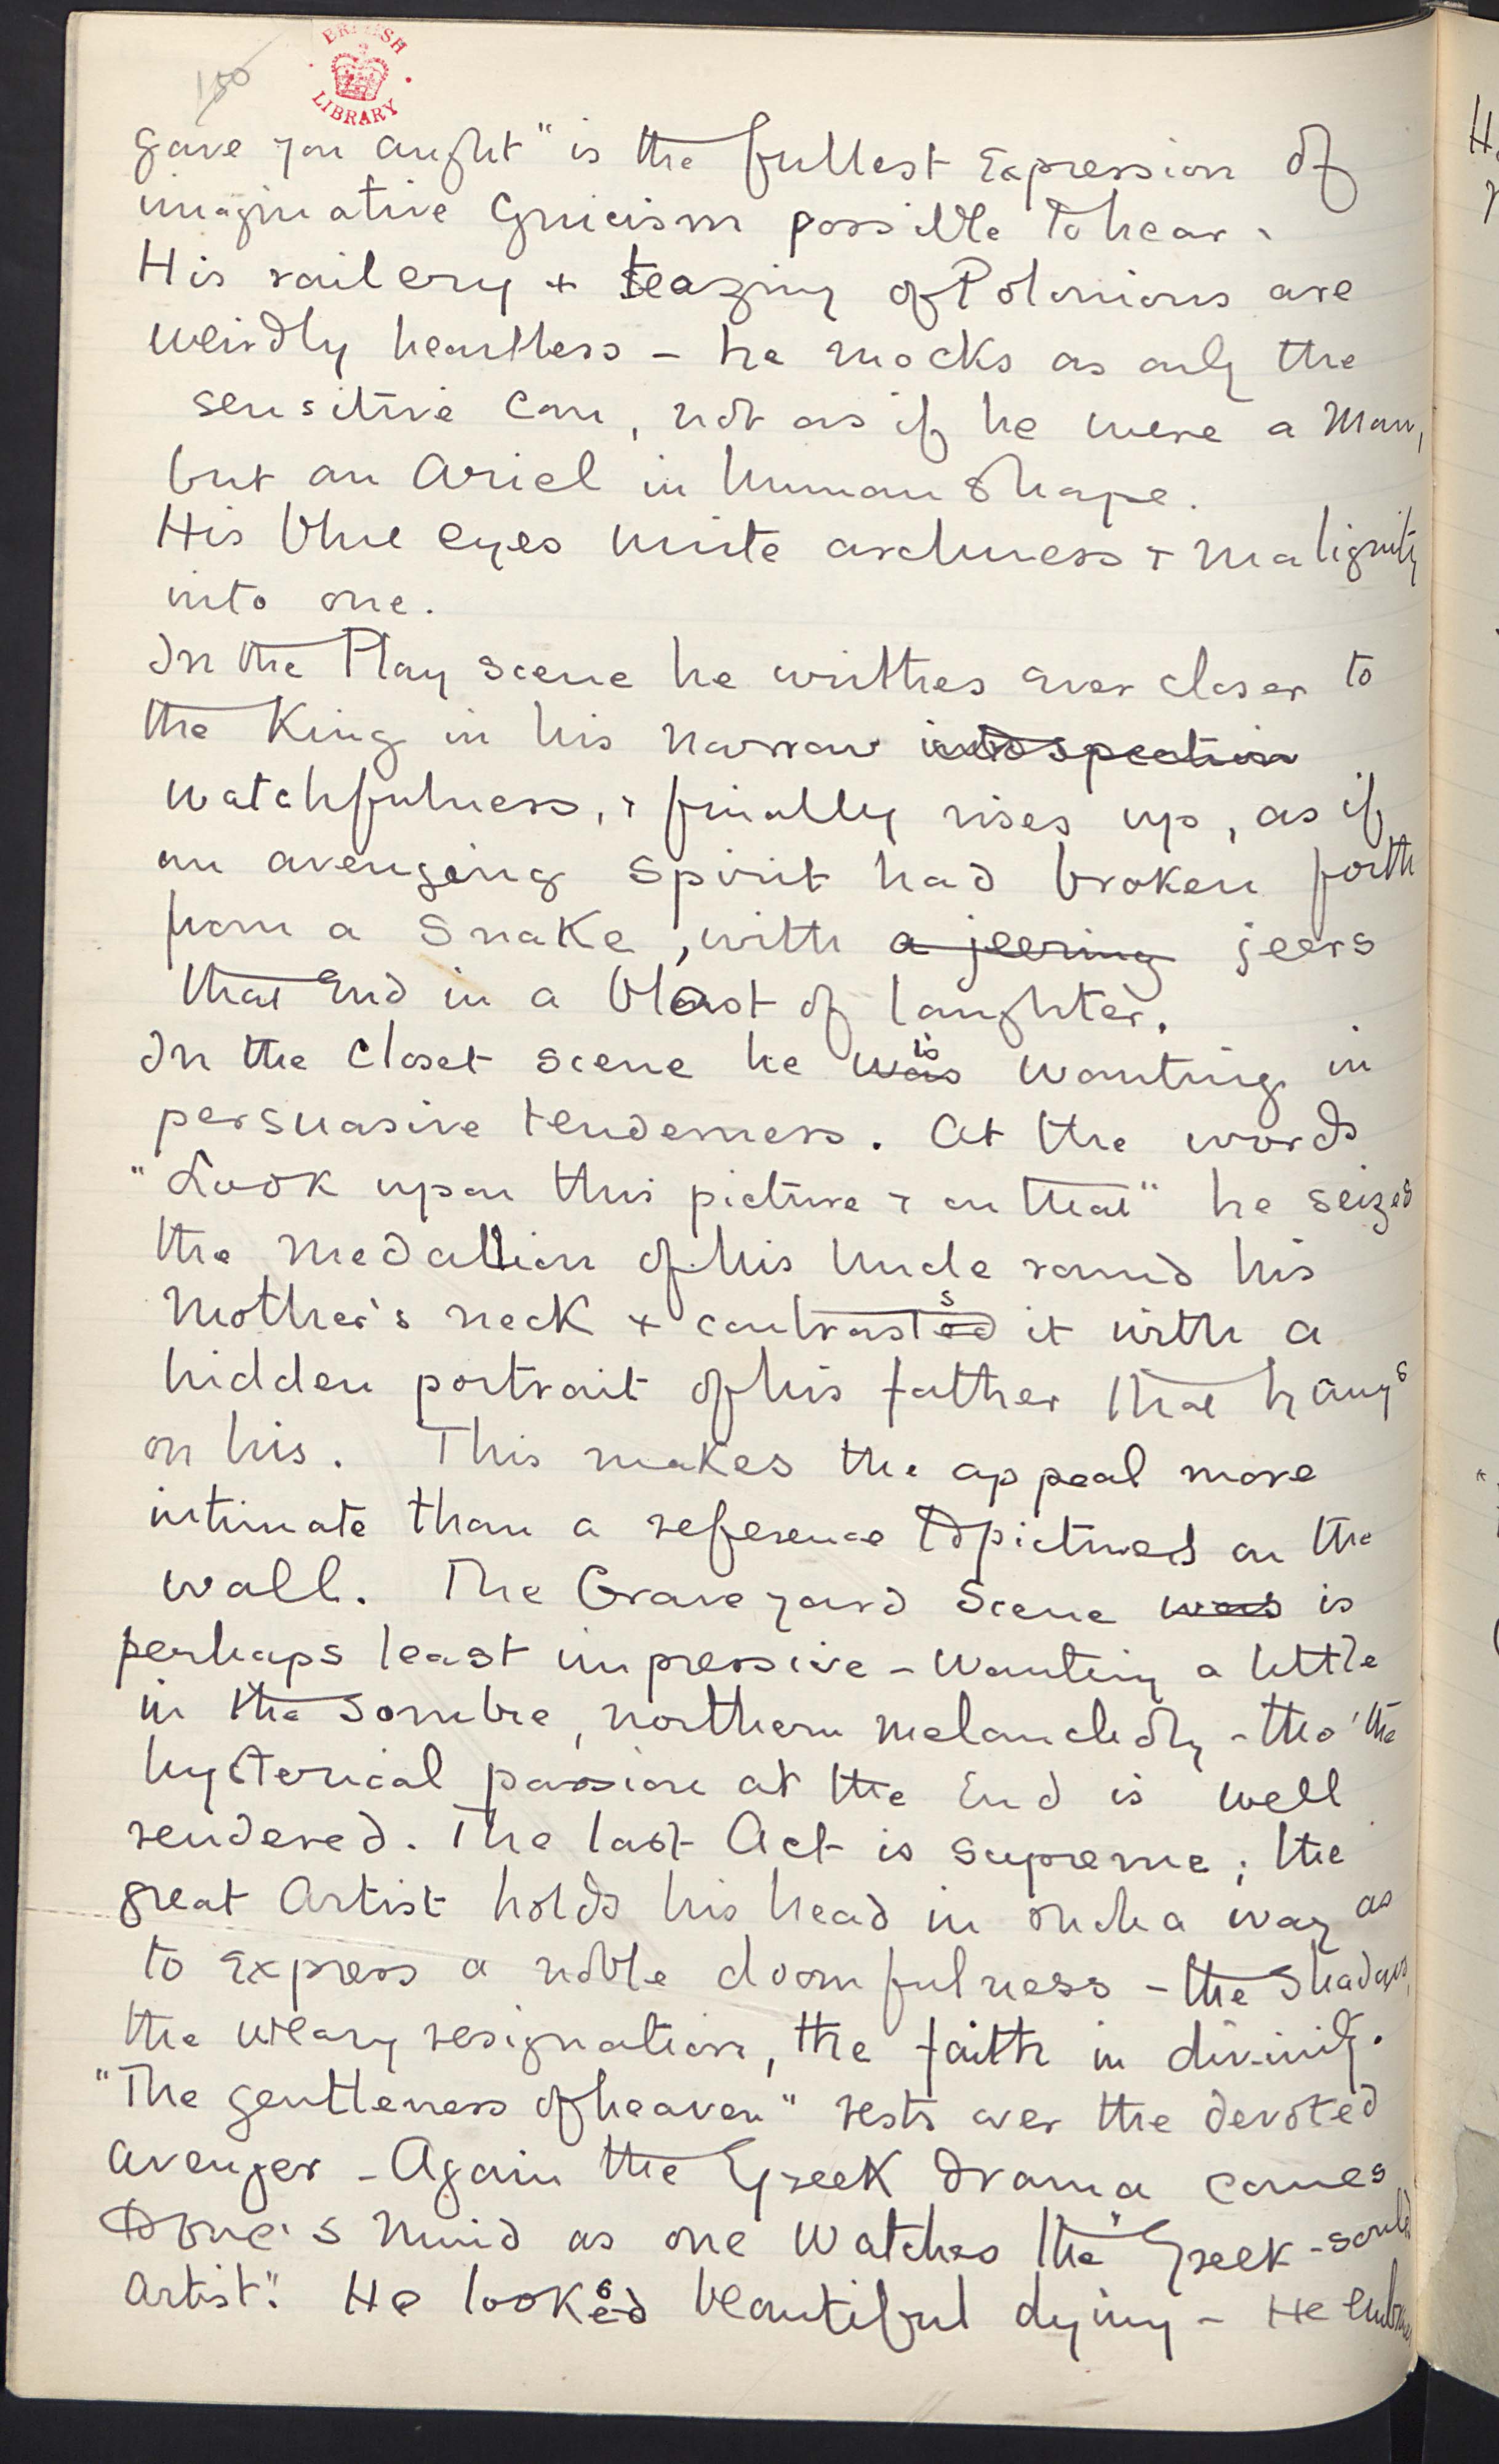 150
BRITISH
LIBRARY
gave you aught" is the fullest Expression of
imaginative Cynicism possible to hear.
His railery + teazing of Polonious are
weirdly heartless - he mocks as only the
sensitive can, not as if he were a man,
but an Ariel in human shape.
His blue eyes unite archness + malignity
into one.
In the Play scene he writhes ever closer to
the King in his narrow introspection
watchfulness, + finally rises up, as if
an avenging spirit had broken forth
from a snake, with a jeering jeers
that End in a blast of laughter.
In the Closet scene he was is wanting in
persuasive tenderness. At the words
"Look upon this picture + on that" he seizes
the medallion of his Uncle round his
Mother's neck + contrasted s it with a
hidden portrait of his father that hangs
on his. This makes the appeal more
intimate than a reference to pictures on the
wall. The Graveyard Scene was is
perhaps least impressive - wanting a little
in the sombre, northern melancholy - tho' the
hysterical passion at the End is well
rendered. The last Act is supreme; the
great Artist holds his head in such a way as
to Express a noble doomfulness - the shadows,
the weary resignation, the faith in divinity.
"The gentleness of heaven" rests over the devoted
avenger - Again the Greek drama comes
to one's mind as one watches the "Greek-souled
artist". He looked s beautiful dying - He embraces